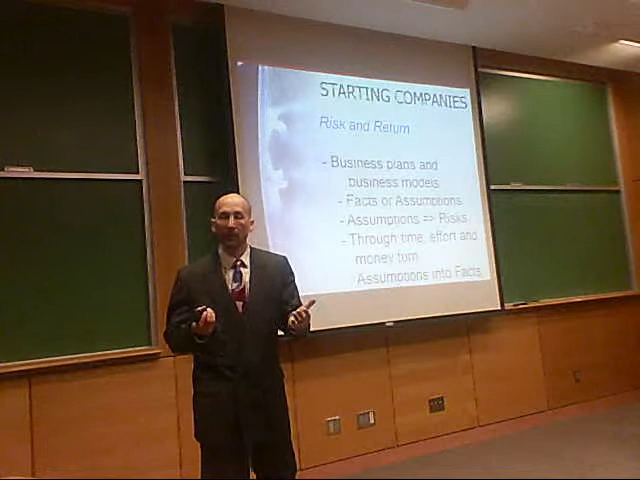 STARTING COMPANIES
Risk and Return
- Business plans and
business models
- Facts or Assumptions
- Assumptions => Risks
- Through time, effort and
money turn
Assumptions into Facts